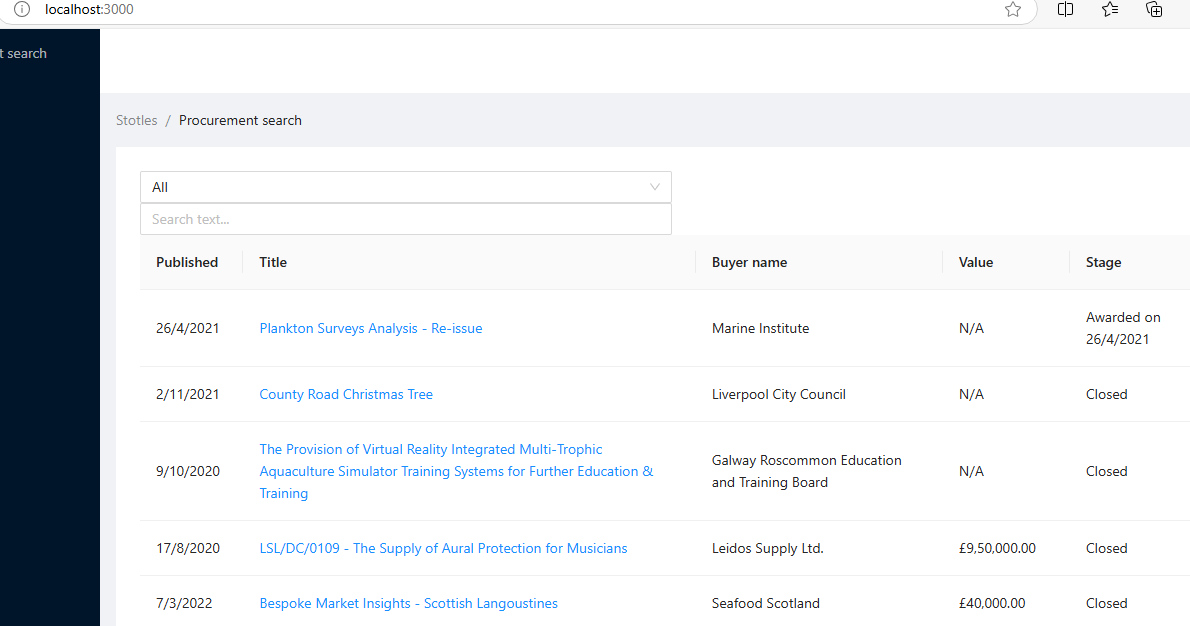 localhost:3000
t search
Stotles / Procurement search
All
Search text...
Published Title Buyer name Value Stage
26/4/2021 Plankton Surveys Analysis - Re-issue Marine Institute N/A Awarded on 26/4/2021
2/11/2021 County Road Christmas Tree Liverpool City Council N/A Closed
The Provision of Virtual Reality Integrated Multi-Trophic
Aquaculture Simulator Training Systems for Further Education &
Training
9/10/2020
Galway Roscommon Education
and Training Board
N/A
Closed
17/8/2020 LSL/DC/0109 - The Supply of Aural Protection for Musicians Leidos Supply Ltd. £9,50,000.00 Closed
7/3/2022 Bespoke Market Insights - Scottish Langoustines Seafood Scotland £40,000.00 Closed